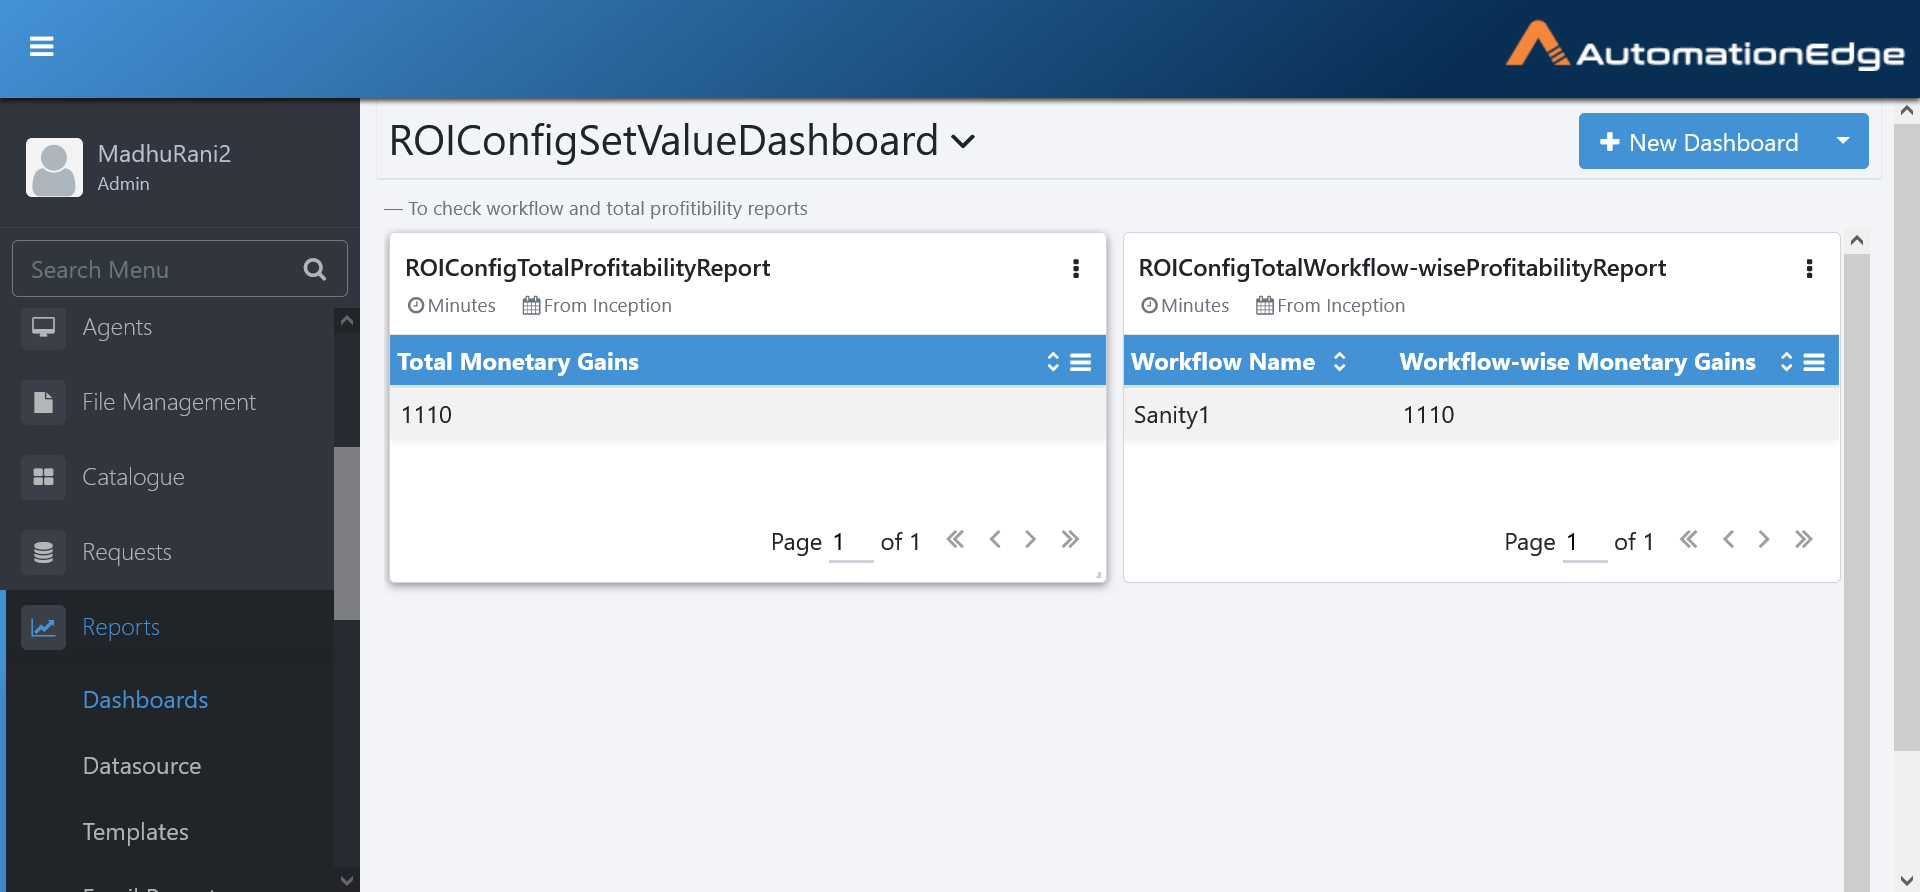 AutomationEdge
MadhuRani2
Admin
Search Menu
Agents
File Management
Catalogue
Requests
Reports
Dashboards
Datasource
Templates
ROIConfigSetValueDashboard
New Dashboard
— To check workflow and total profitibility reports
ROIConfigTotalProfitabilityReport
Minutes From Inception
Total Monetary Gains
1110
Page 1 of 1
ROIConfigTotalWorkflow-wiseProfitabilityReport
Minutes From Inception
Workflow Name Workflow-wise Monetary Gains
Sanity1 1110
Page 1 of 1